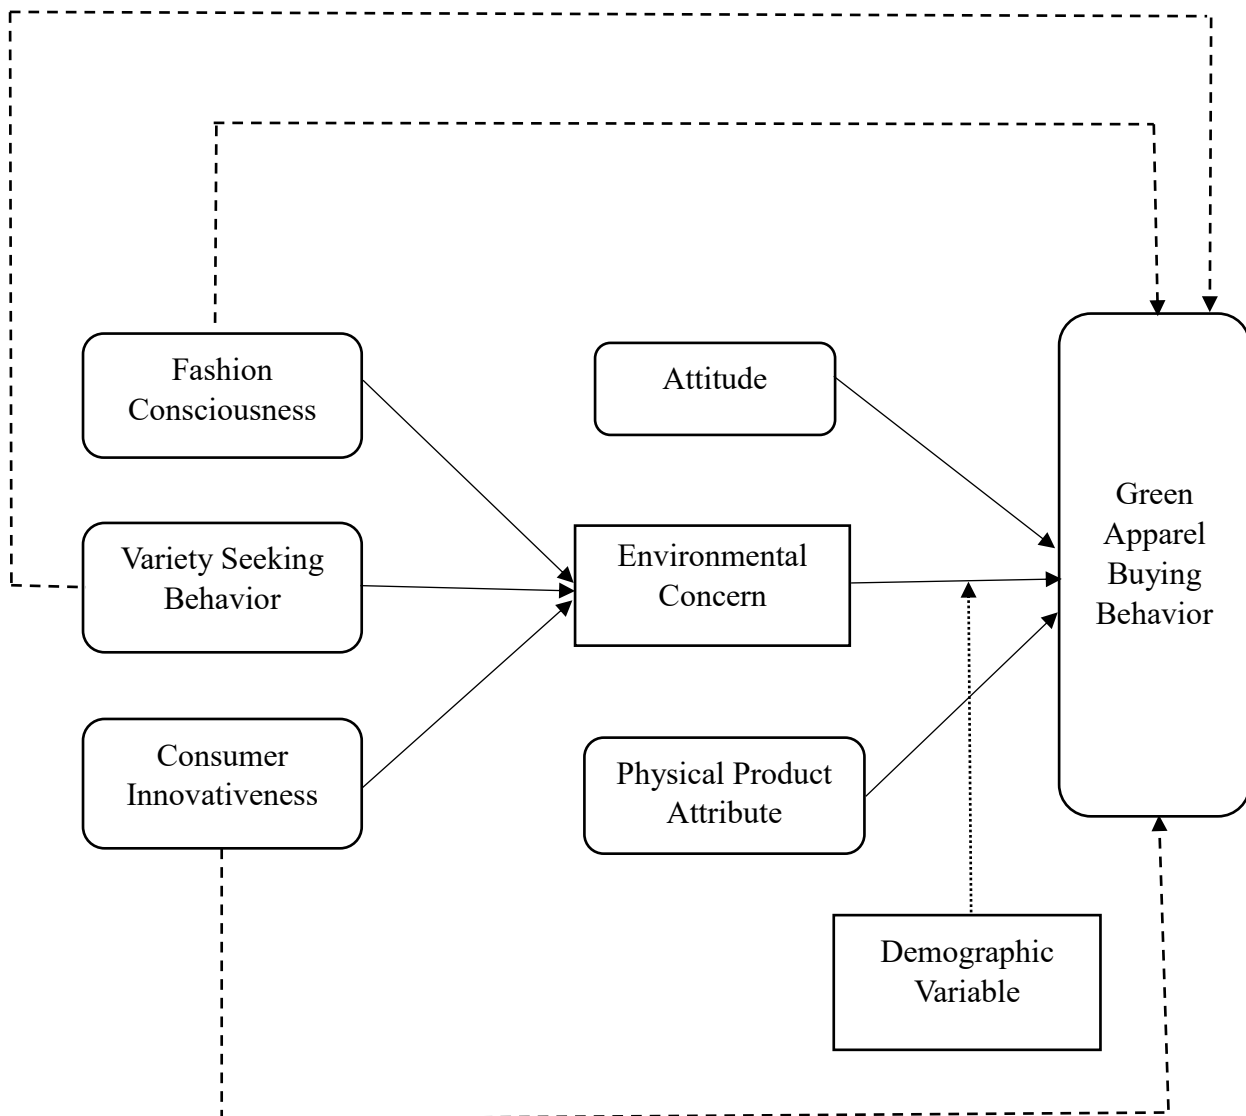 Fashion
Consciousness
Attitude
Variety Seeking
Behavior
Environmental
Concern
Green
Apparel
Buying
Behavior
Consumer
Innovativeness
Physical Product
Attribute
Demographic
Variable